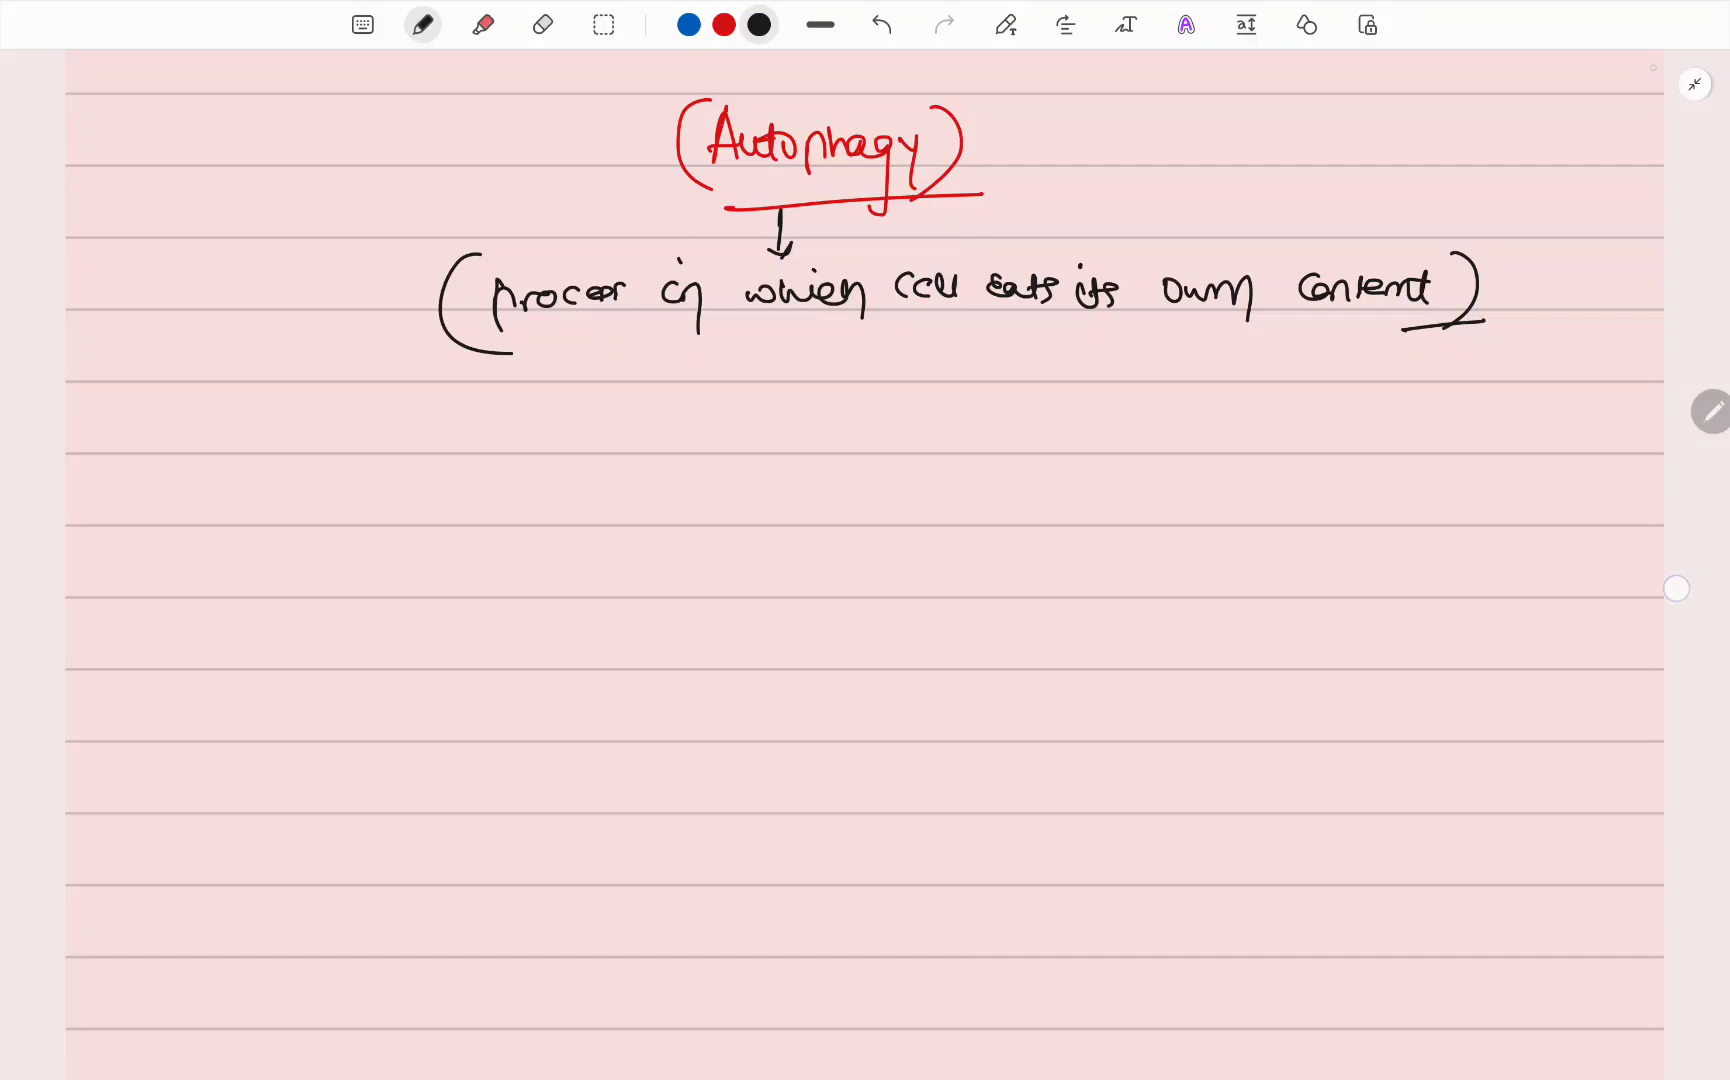 (Autophagy)
(process in which cell eats its own content)